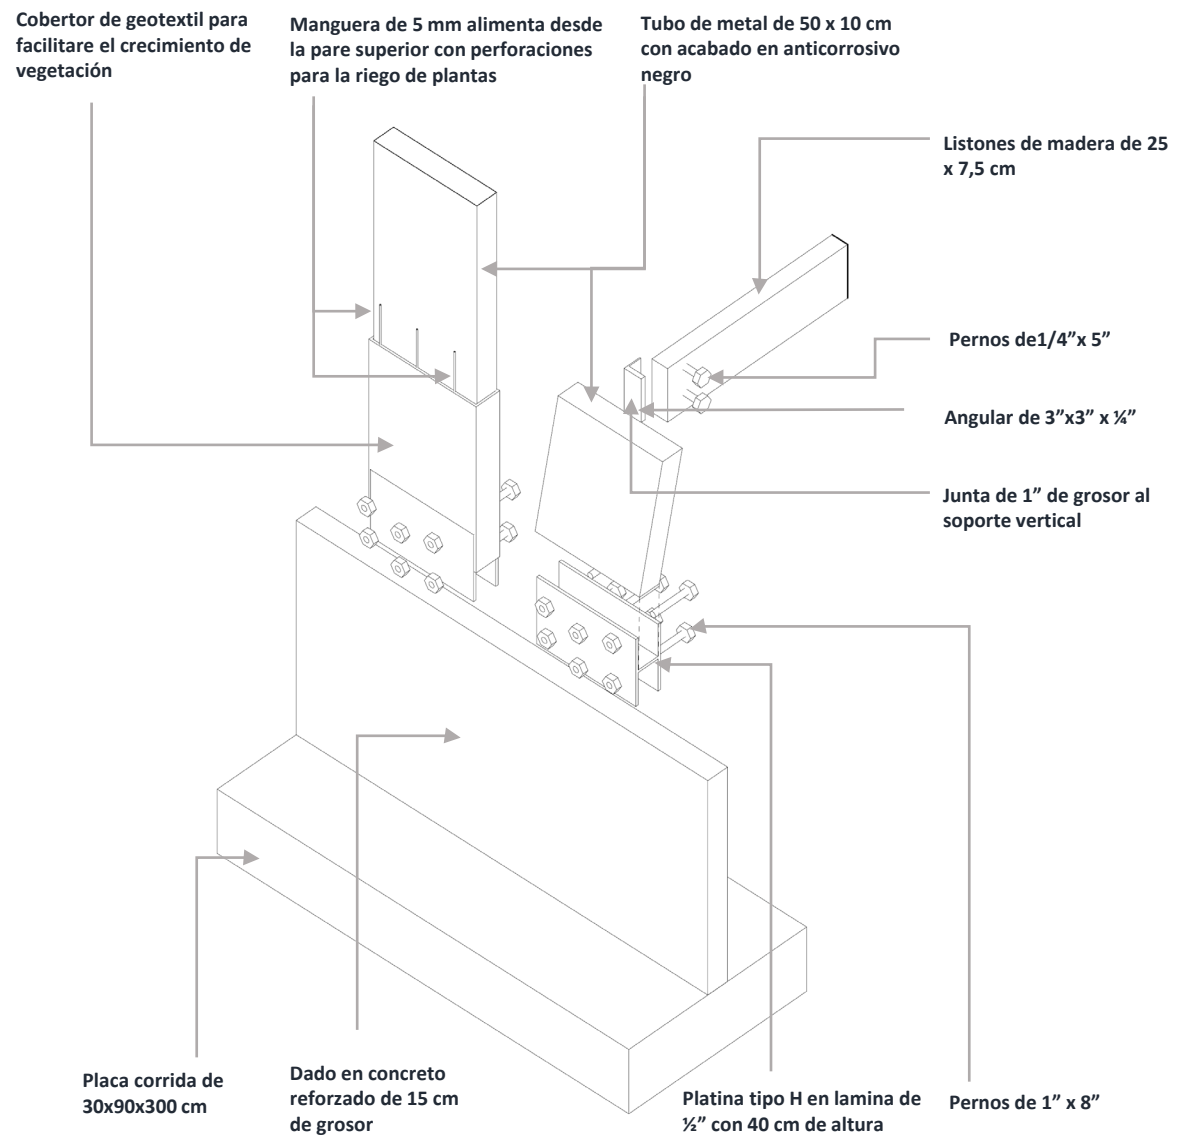 Cobertor de geotextil para
facilitare el crecimiento de
vegetación
Manguera de 5 mm alimenta desde
la pare superior con perforaciones
para la riego de plantas
Tubo de metal de 50 x 10 cm
con acabado en anticorrosivo
negro
Listones de madera de 25
x 7,5 cm
Pernos de1/4”x 5”
Angular de 3”x3” x ¼”
Junta de 1” de grosor al
soporte vertical
Placa corrida de
30x90x300 cm
Dado en concreto
reforzado de 15 cm
de grosor
Platina tipo H en lamina de
½” con 40 cm de altura
Pernos de 1” x 8”